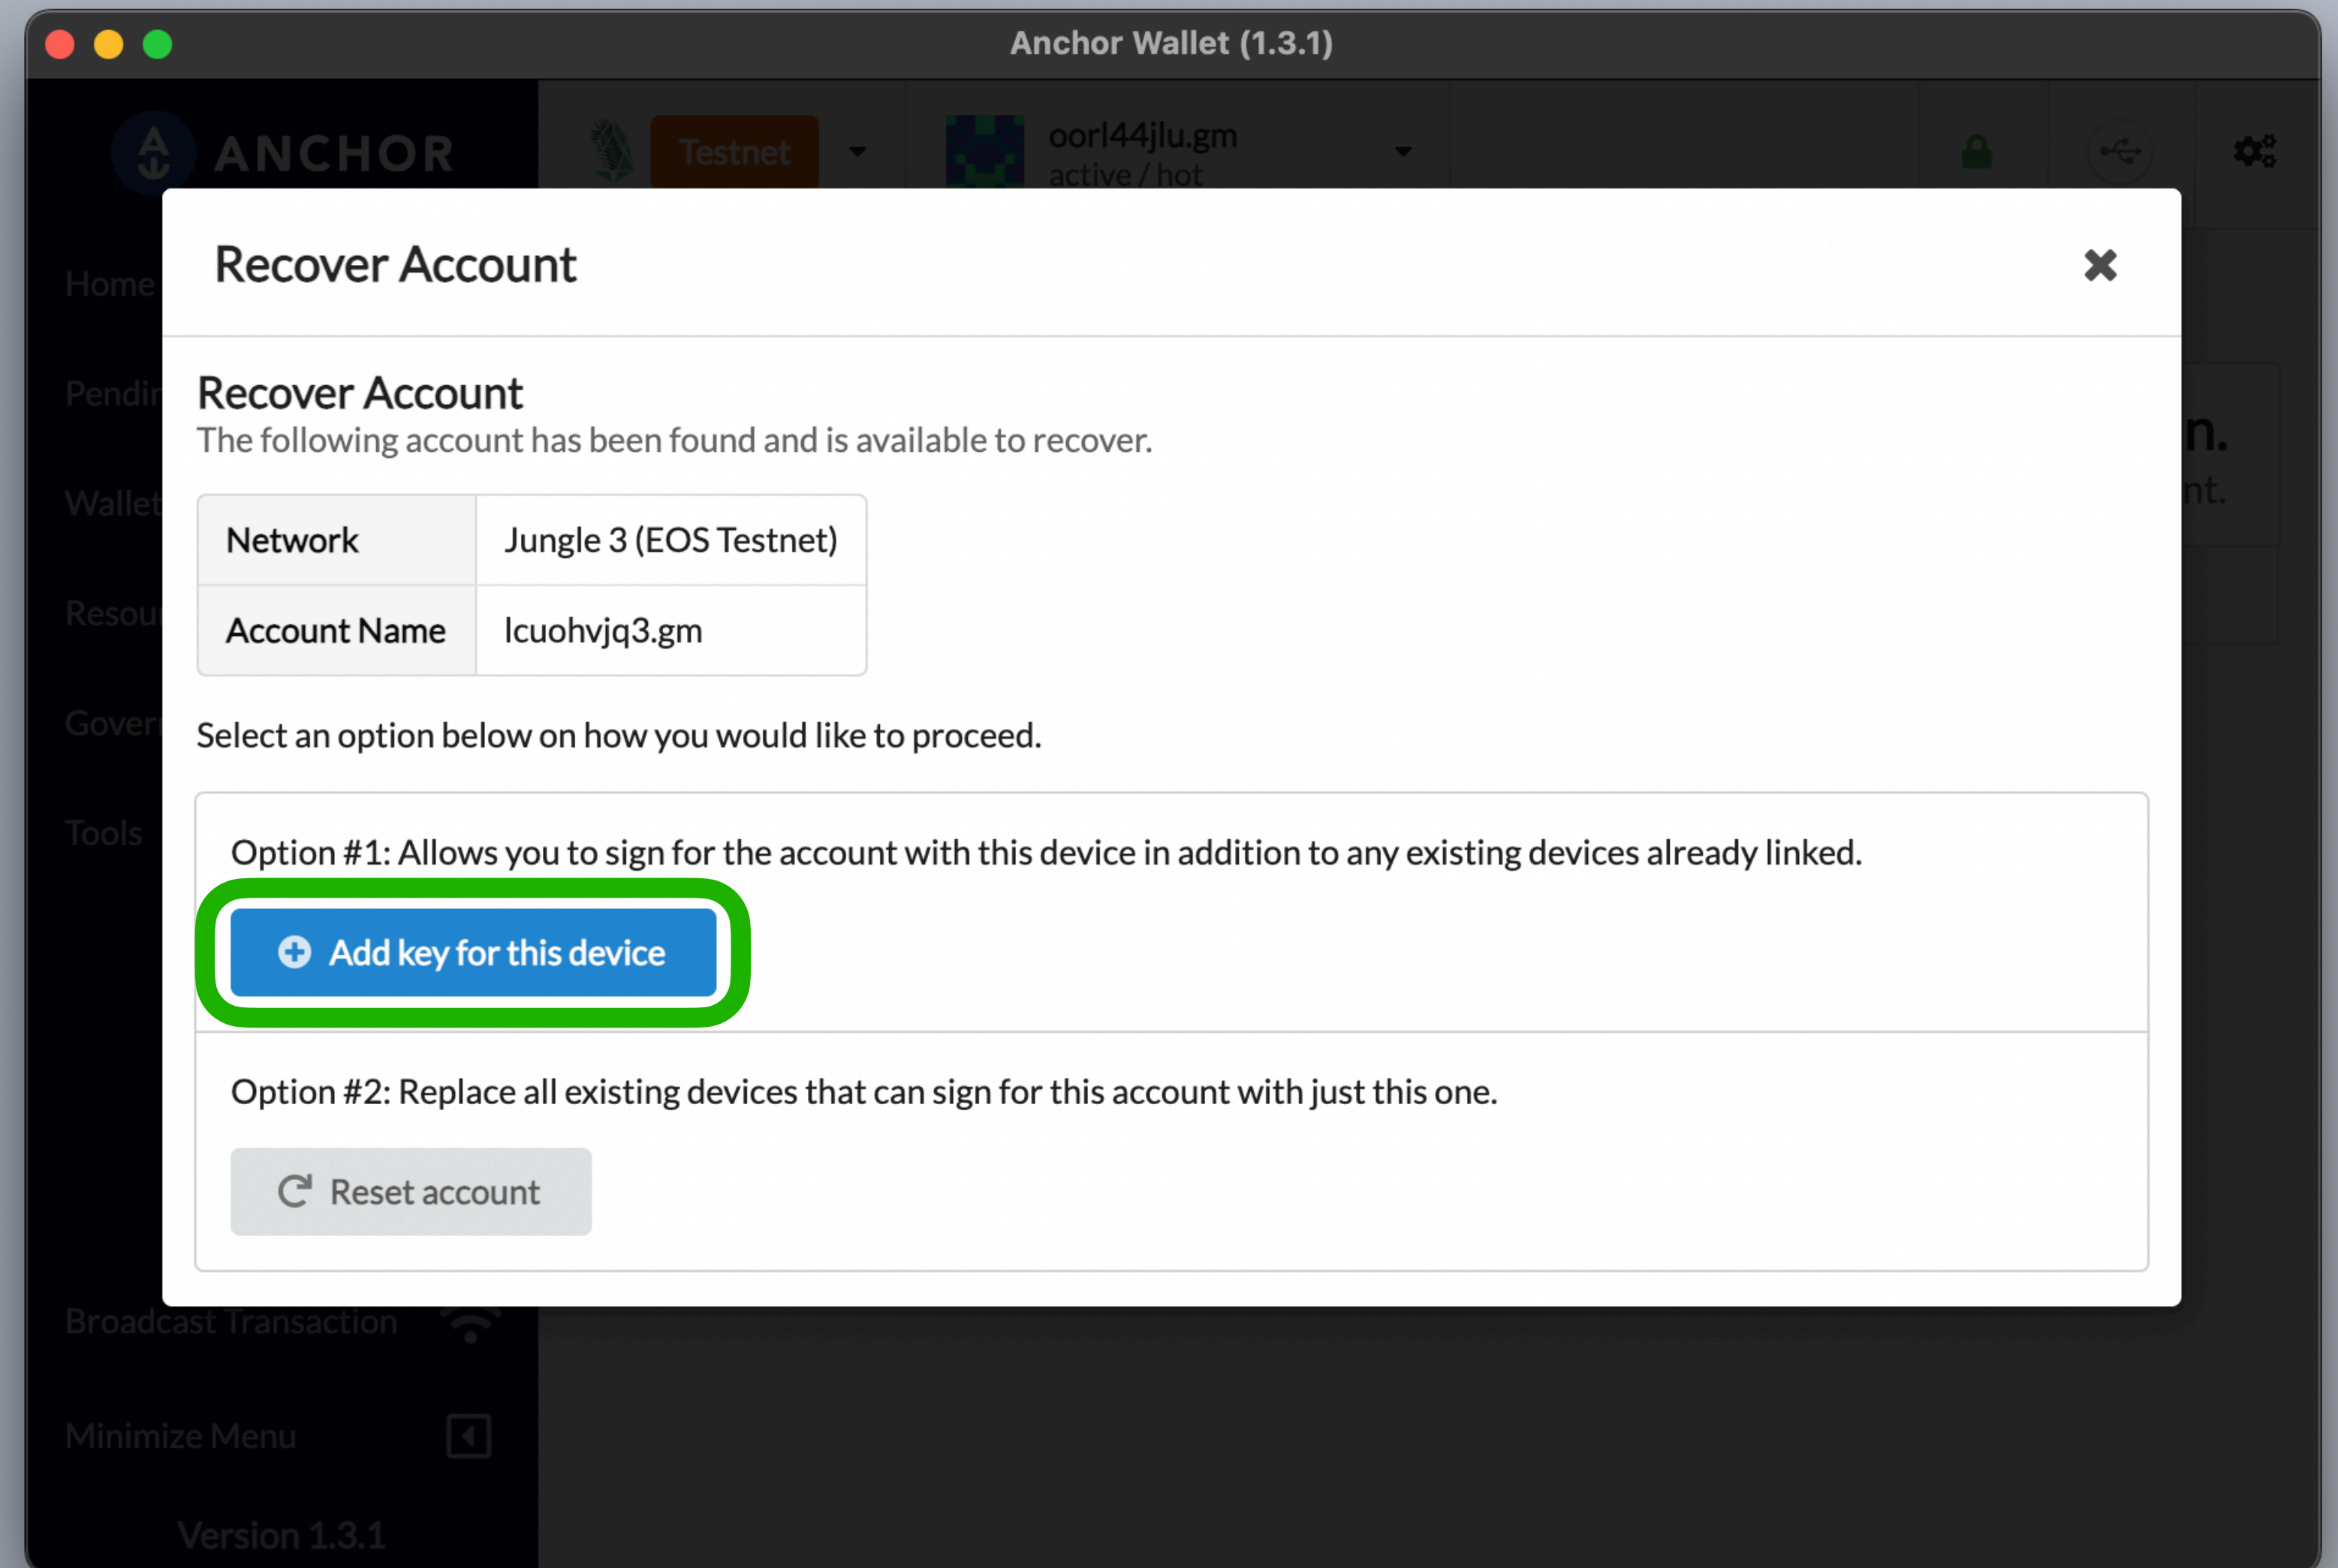 Anchor Wallet (1.3.1)
ANCHOR
Testnet
oorl44jlu.gm
active / hot
Home
Recover Account
Recover Account
The following account has been found and is available to recover.
Network
Jungle 3 (EOS Testnet)
Account Name
lcuohvjq3.gm
Select an option below on how you would like to proceed.
Option #1: Allows you to sign for the account with this device in addition to any existing devices already linked.
Add key for this device
Option #2: Replace all existing devices that can sign for this account with just this one.
Reset account
Pendin
Wallet
Resour
Govern
Tools
n.
nt.
Broadcast Transaction
Minimize Menu
Version 1.3.1